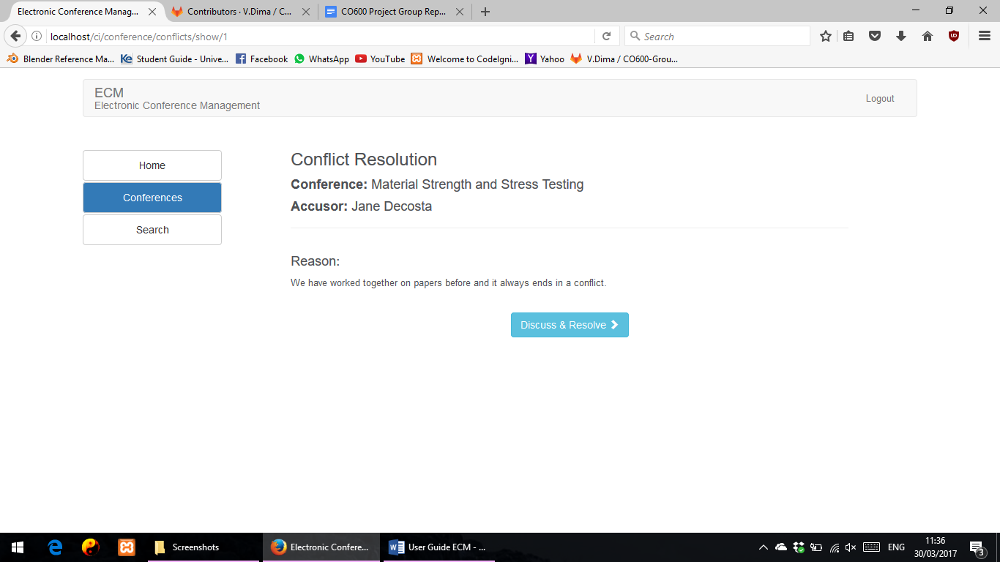 Electronic Conference Manag...
Contributors · V.Dima / C...
CO600 Project Group Rep...
localhost/ci/conference/conflicts/show/1
Search
Blender Reference Ma...
Student Guide - Unive...
Facebook
WhatsApp
YouTube
Welcome to CodeIgni...
Yahoo
V.Dima / CO600-Grou...
ECM
Electronic Conference Management
Logout
Home
Conferences
Search
Conflict Resolution
Conference: Material Strength and Stress Testing
Accusor: Jane Decosta
Reason:
We have worked together on papers before and it always ends in a conflict.
Discuss & Resolve
Screenshots
Electronic Confere...
User Guide ECM - ...
ENG
11:36
30/03/2017
3